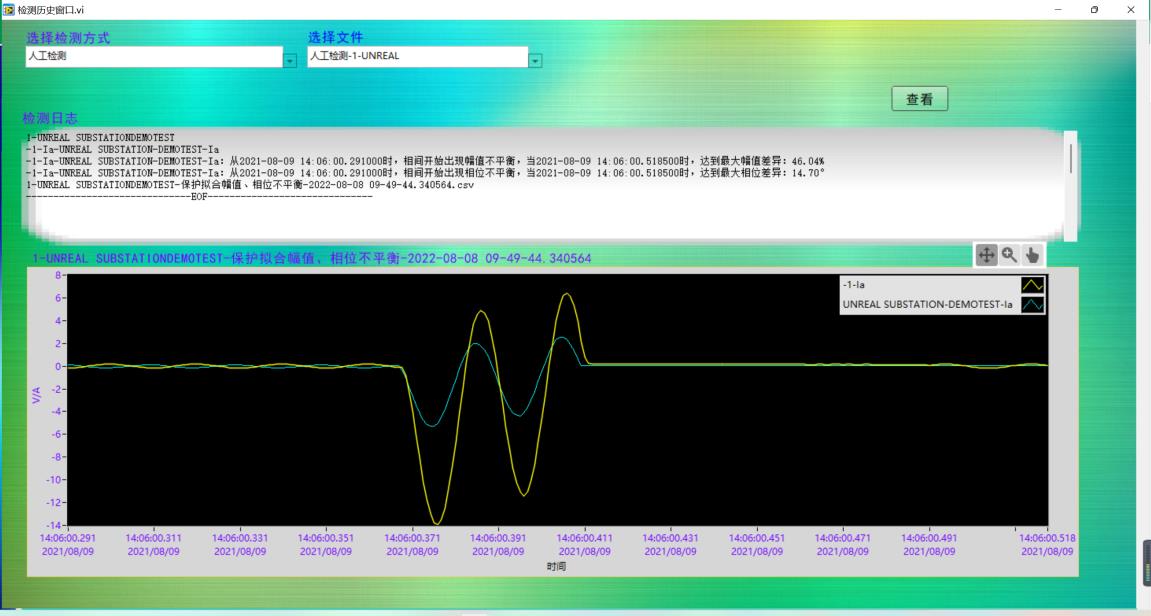 检测历史窗口.vi
选择检测方式
选择文件
人工检测
人工检测-1-UNREAL
查看
检测日志
1-UNREAL SUBSTATIONDEMOTEST
-1-Ia-UNREAL SUBSTATION-DEMOTEST-Ia
-1-Ia-UNREAL SUBSTATION-DEMOTEST-Ia: 从2021-08-09 14:06:00.291000时，相间开始出现幅值不平衡，当2021-08-09 14:06:00.518500时，达到最大幅值差异：46.04%
-1-Ia-UNREAL SUBSTATION-DEMOTEST-Ia: 从2021-08-09 14:06:00.291000时，相间开始出现相位不平衡，当2021-08-09 14:06:00.518500时，达到最大相位差异：14.70°
1-UNREAL SUBSTATIONDEMOTEST-保护拟合幅值、相位不平衡-2022-08-08 09-49-44.340564.csv
------------------------------EOF------------------------------
1-UNREAL SUBSTATIONDEMOTEST-保护拟合幅值、相位不平衡-2022-08-08 09-49-44.340564
-1-Ia
UNREAL SUBSTATION-DEMOTEST-Ia
8
6
4
2
0
-2
-4
-6
-8
-10
-12
-14
V/A
14:06:00.291 14:06:00.311 14:06:00.331 14:06:00.351 14:06:00.371 14:06:00.391 14:06:00.411 14:06:00.431 14:06:00.451 14:06:00.471 14:06:00.491 14:06:00.518
2021/08/09 2021/08/09 2021/08/09 2021/08/09 2021/08/09 2021/08/09 2021/08/09 2021/08/09 2021/08/09 2021/08/09 2021/08/09 2021/08/09
时间